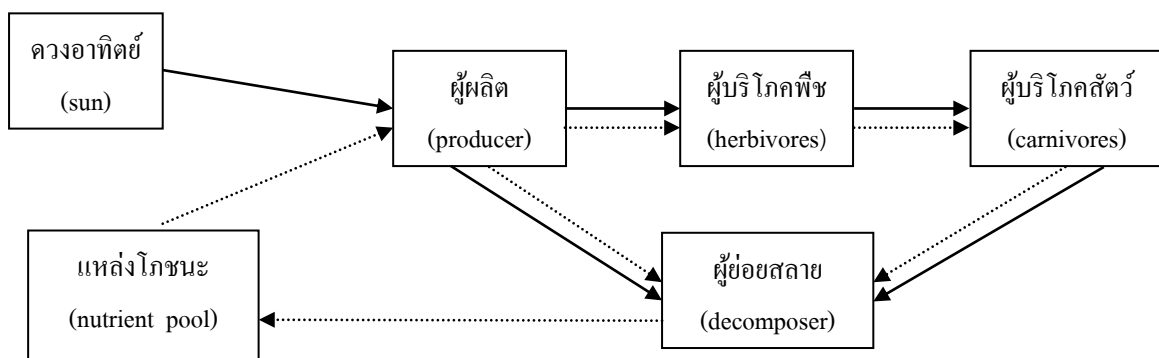 ดวงอาทิตย์
(sun)
ผู้ผลิต
(producer)
ผู้บริโภคพืช
(herbivores)
ผู้บริโภคสัตว์
(carnivores)
แหล่งโภชนะ
(nutrient pool)
ผู้ย่อยสลาย
(decomposer)